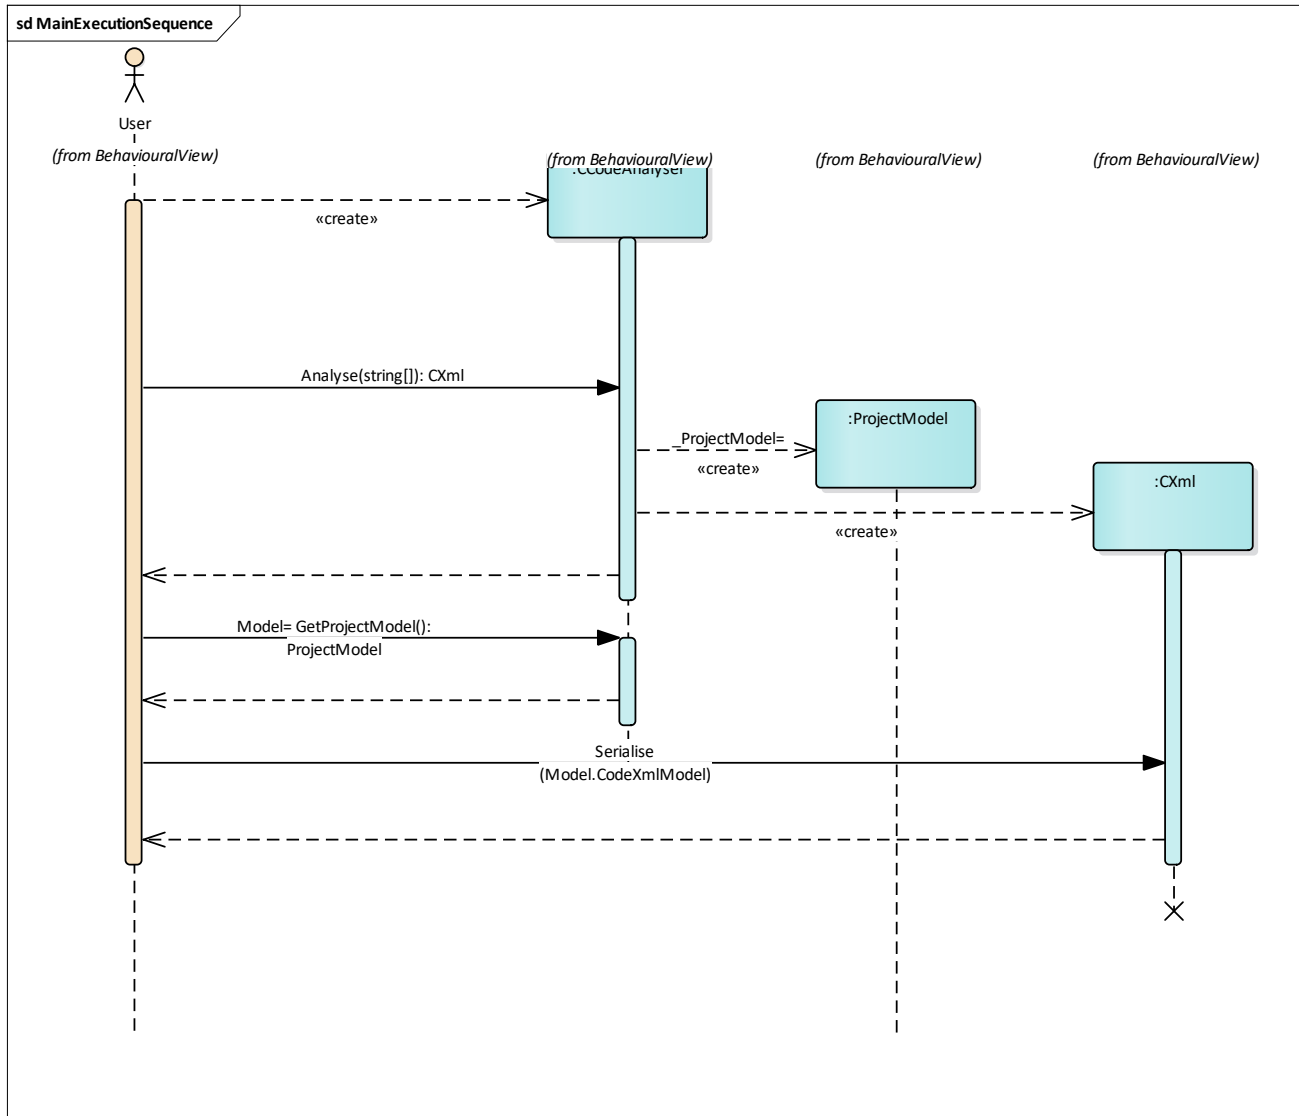 sd MainExecutionSequence
User
(from BehaviouralView)
(from BehaviouralView)
(from BehaviouralView)
(from BehaviouralView)
:CCodeAnalyser
«create»
Analyse(string[]): CXml
:ProjectModel
_ProjectModel=
«create»
:CXml
«create»
Model= GetProjectModel():
ProjectModel
Serialise
(Model.CodeXmlModel)